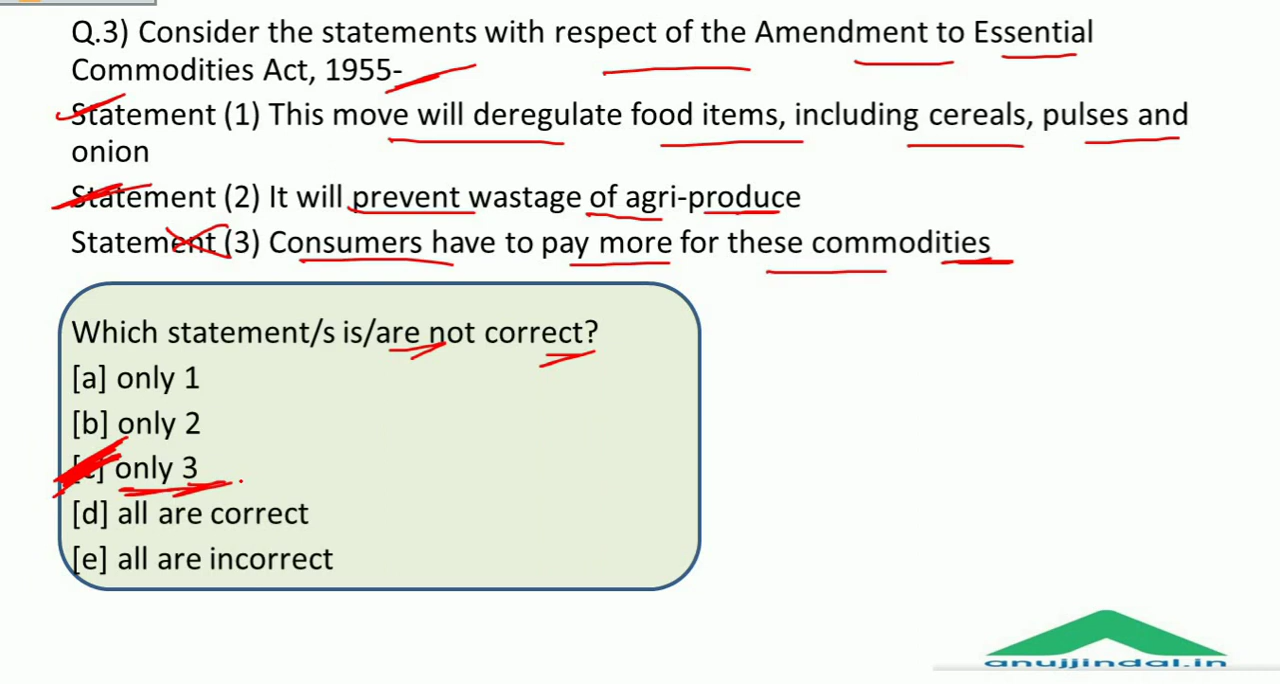 Q.3) Consider the statements with respect of the Amendment to Essential
Commodities Act, 1955-
Statement (1) This move will deregulate food items, including cereals, pulses and
onion
Statement (2) It will prevent wastage of agri-produce
Statement (3) Consumers have to pay more for these commodities
Which statement/s is/are not correct?
[a] only 1
[b] only 2
[c] only 3
[d] all are correct
[e] all are incorrect
anujjindal.in